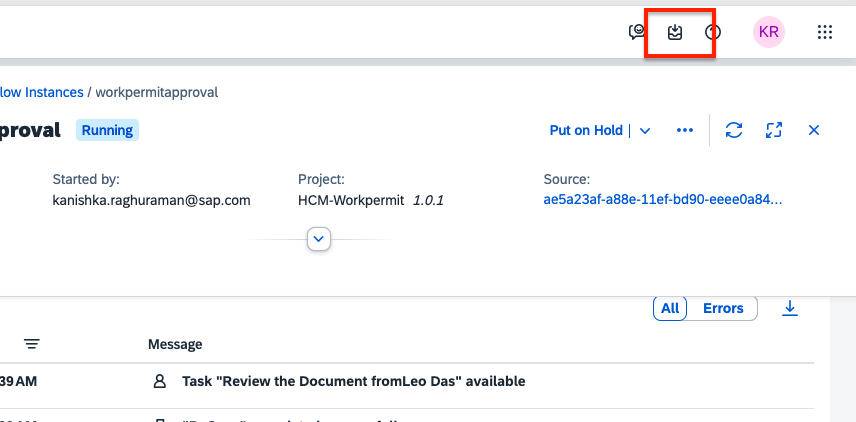 KR
low Instances / workpermitapproval
proval Running Put on Hold
Started by: Project: Source:
kanishka.raghuraman@sap.com HCM-Workpermit 1.0.1 ae5a23af-a88e-11ef-bd90-eeee0a84...
All Errors
Message
39 AM Task "Review the Document fromLeo Das" available